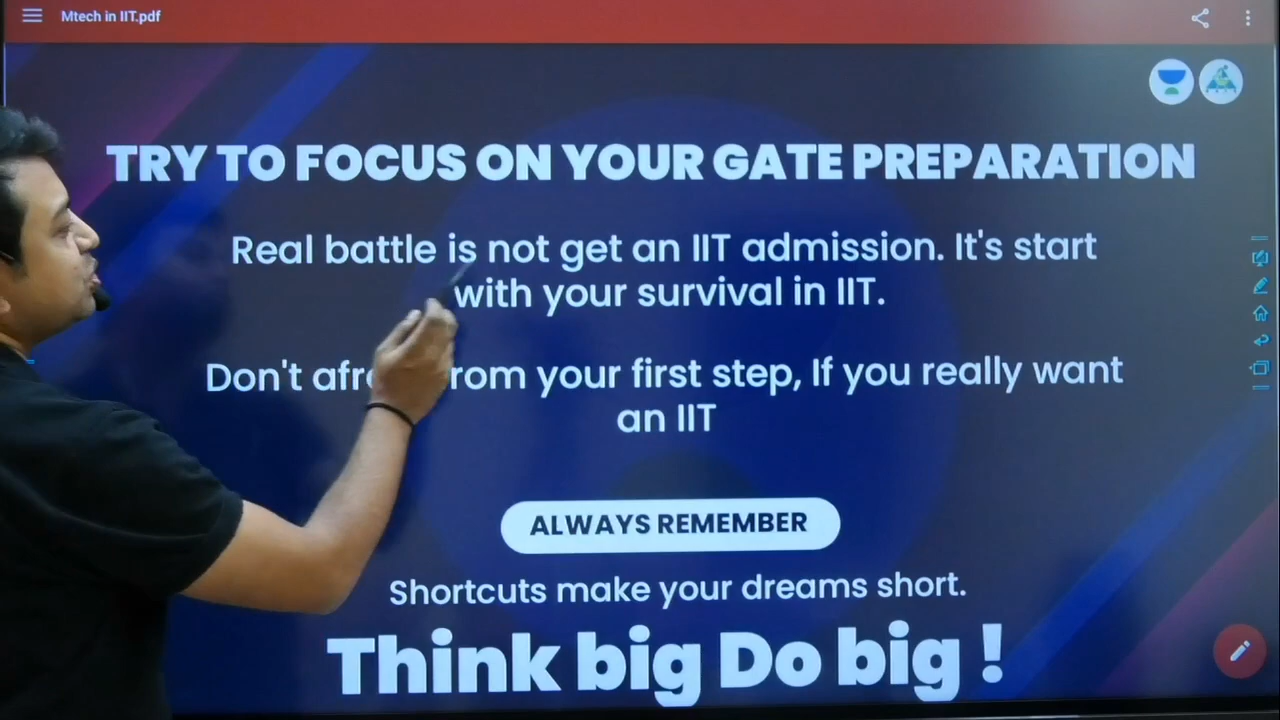 Mtech in IIT.pdf
TRY TO FOCUS ON YOUR GATE PREPARATION
Real battle is not get an IIT admission. It's start
with your survival in IIT.
Don't from your first step, If you really want
an IIT
ALWAYS REMEMBER
Shortcuts make your dreams short.
Think big Do big !